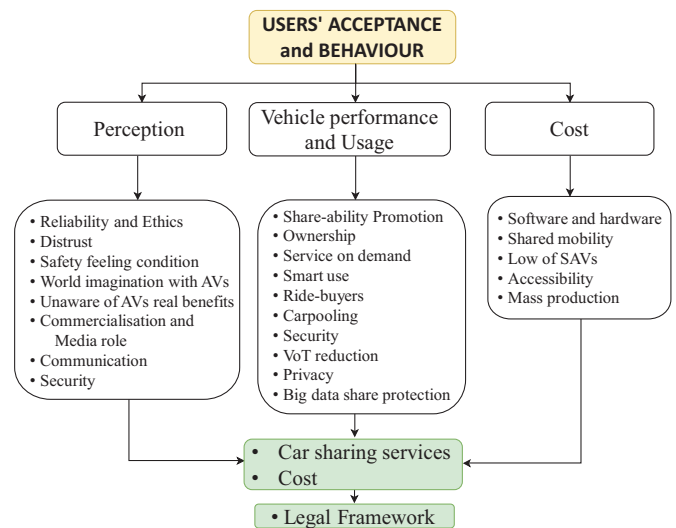 USERS' ACCEPTANCE
and BEHAVIOUR
Perception
Vehicle performance
and Usage
Cost
• Reliability and Ethics
• Distrust
• Safety feeling condition
• World imagination with AVs
• Unaware of AVs real benefits
• Commercialisation and
Media role
• Communication
• Security
• Share-ability Promotion
• Ownership
• Service on demand
• Smart use
• Ride-buyers
• Carpooling
• Security
• VoT reduction
• Privacy
• Big data share protection
• Software and hardware
• Shared mobility
• Low of SAVs
• Accessibility
• Mass production
• Car sharing services
• Cost
• Legal Framework